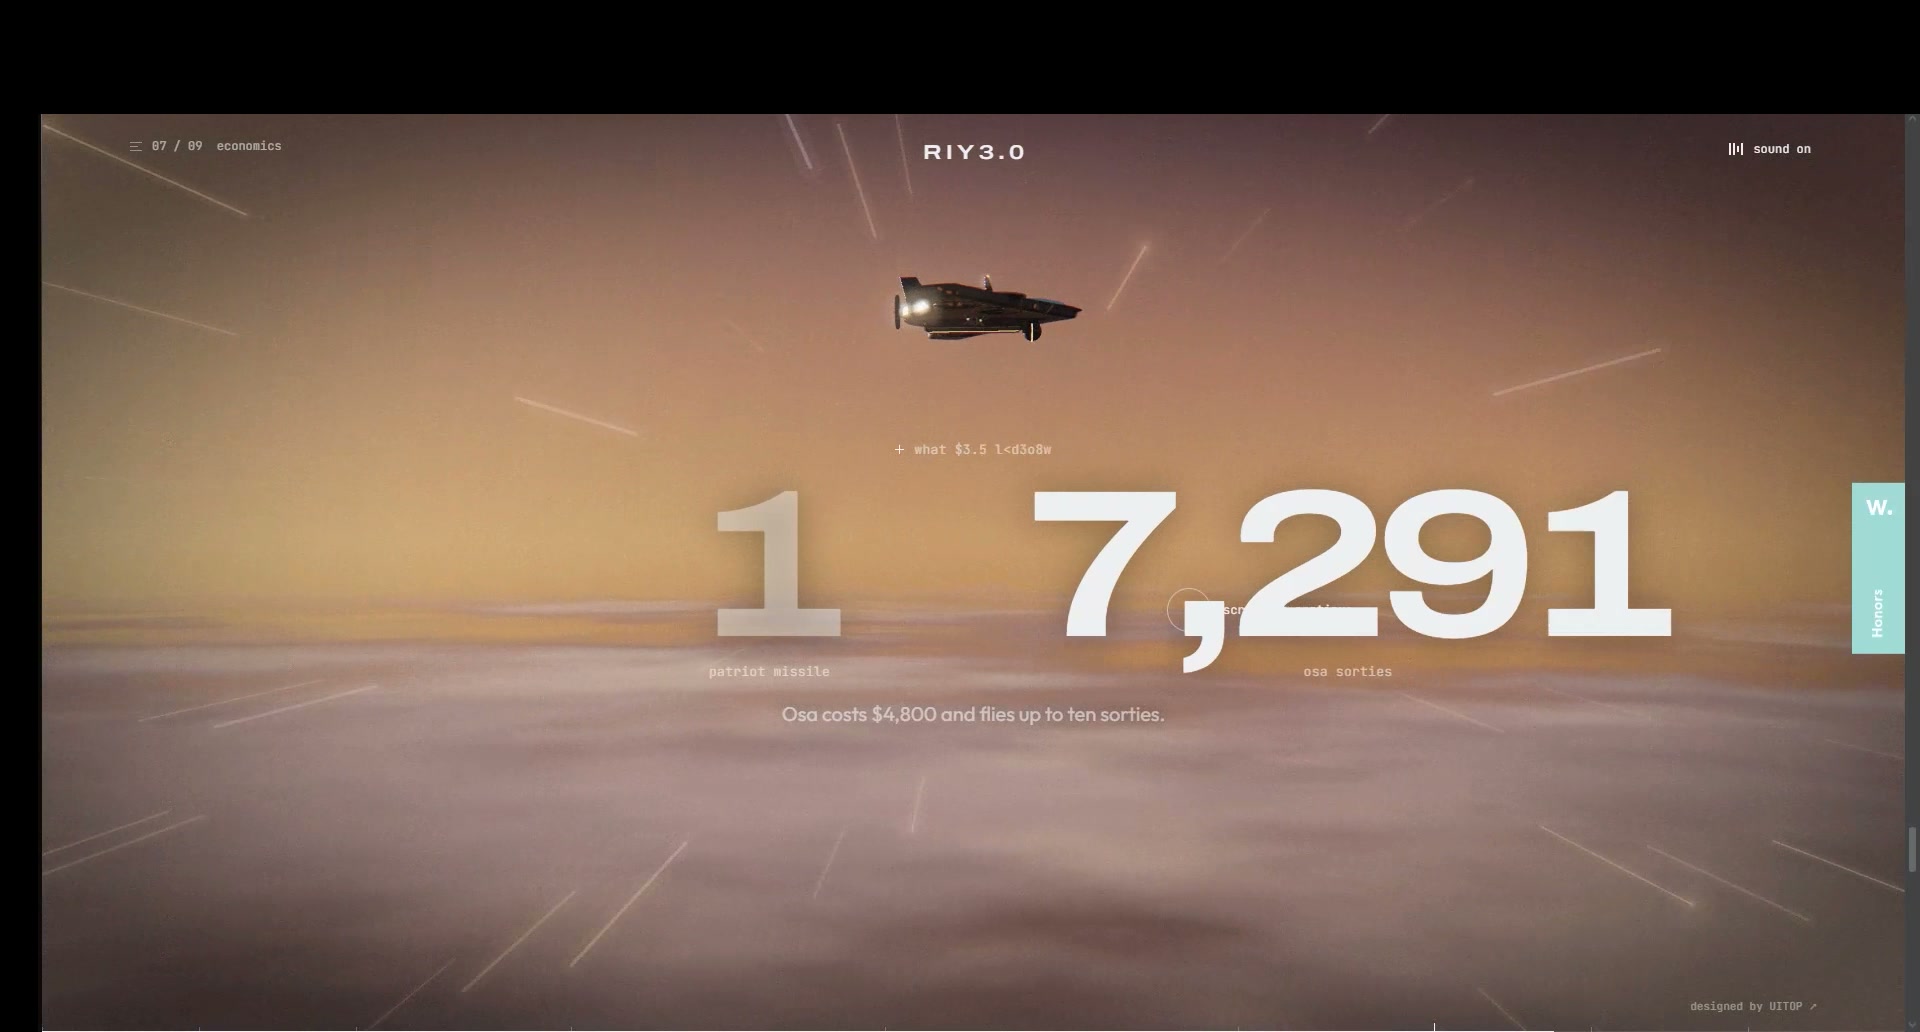 07 / 09 economics
RIY3.0
sound on
+ what $3.5 l<d3o8w
1
7,291
patriot missile
osa sorties
Osa costs $4,800 and flies up to ten sorties.
W.
Honors
designed by UITOP ↗